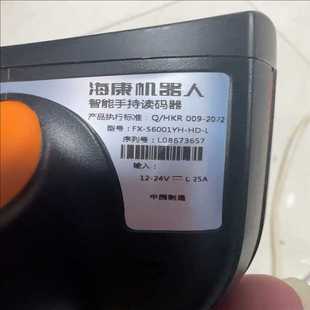 海康机器人
智能手持读码器
产品执行标准：Q/HKR 009-2022
型号：FX-S6001YH-HD-L
序列号：L08673657
输入：
12-24V ⎓ 0.25A
中国制造